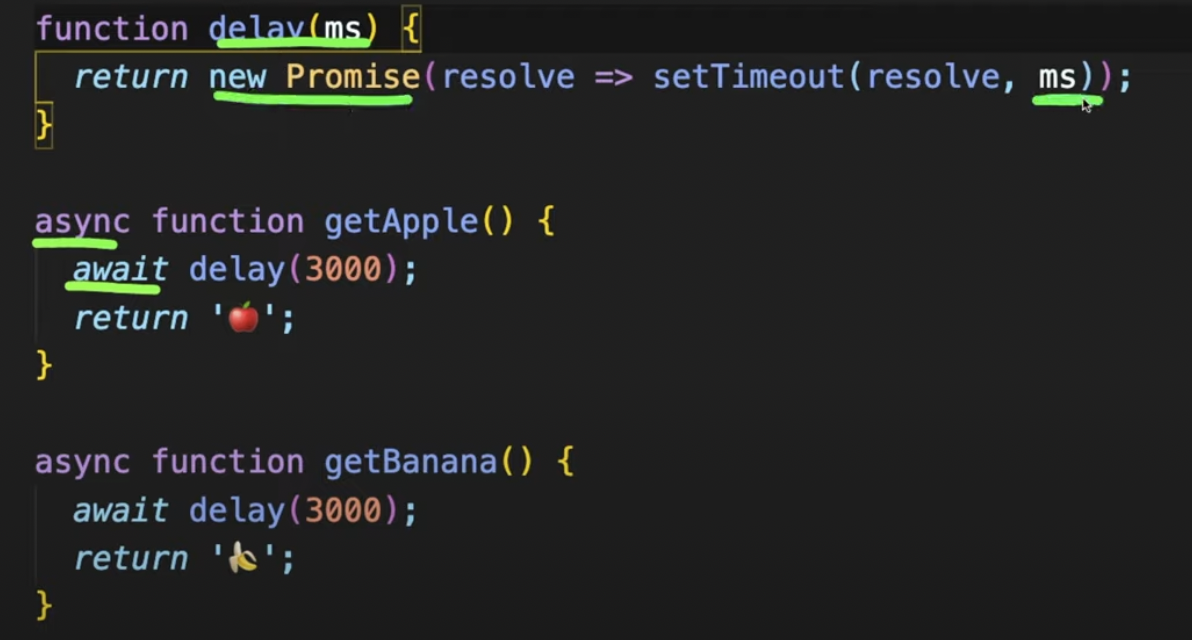 function delay(ms) {
  return new Promise(resolve => setTimeout(resolve, ms));
}
async function getApple() {
  await delay(3000);
  return '🍎';
}
async function getBanana() {
  await delay(3000);
  return '🍌';
}